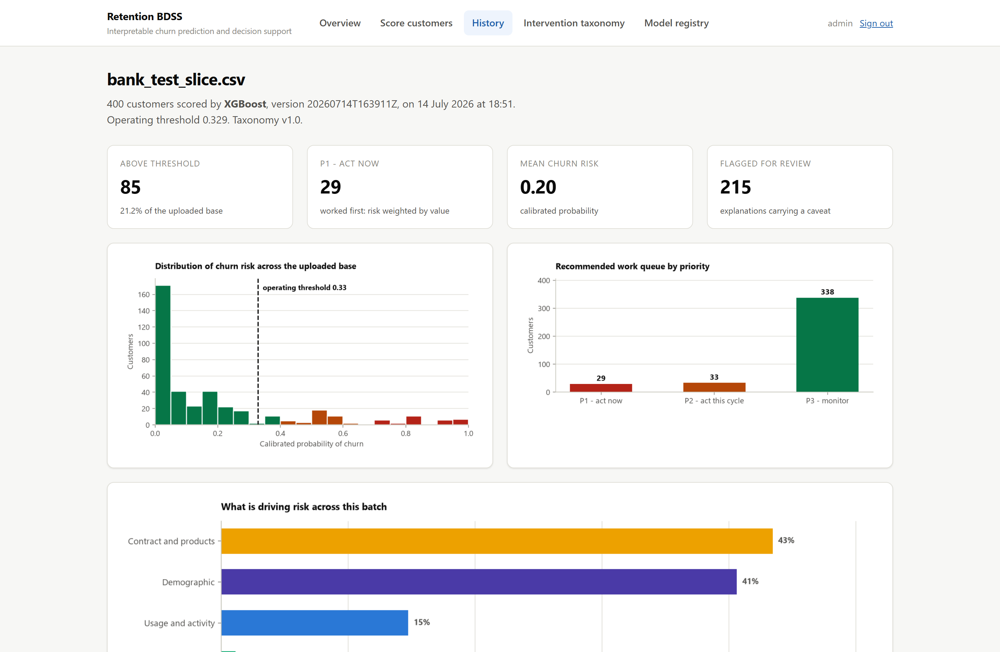 Retention BDSS
Interpretable churn prediction and decision support
Overview
Score customers
History
Intervention taxonomy
Model registry
admin
Sign out
bank_test_slice.csv
400 customers scored by XGBoost, version 20260714T163911Z, on 14 July 2026 at 18:51.
Operating threshold 0.329. Taxonomy v1.0.
ABOVE THRESHOLD
85
21.2% of the uploaded base
P1 - ACT NOW
29
worked first: risk weighted by value
MEAN CHURN RISK
0.20
calibrated probability
FLAGGED FOR REVIEW
215
explanations carrying a caveat
Distribution of churn risk across the uploaded base
operating threshold 0.33
160
140
120
100
80
60
40
20
0
Customers
0.0 0.2 0.4 0.6 0.8 1.0
Calibrated probability of churn
Recommended work queue by priority
400
300
200
100
0
Customers
29
33
338
P1 - act now
P2 - act this cycle
P3 - monitor
What is driving risk across this batch
Contract and products
43%
Demographic
41%
Usage and activity
15%